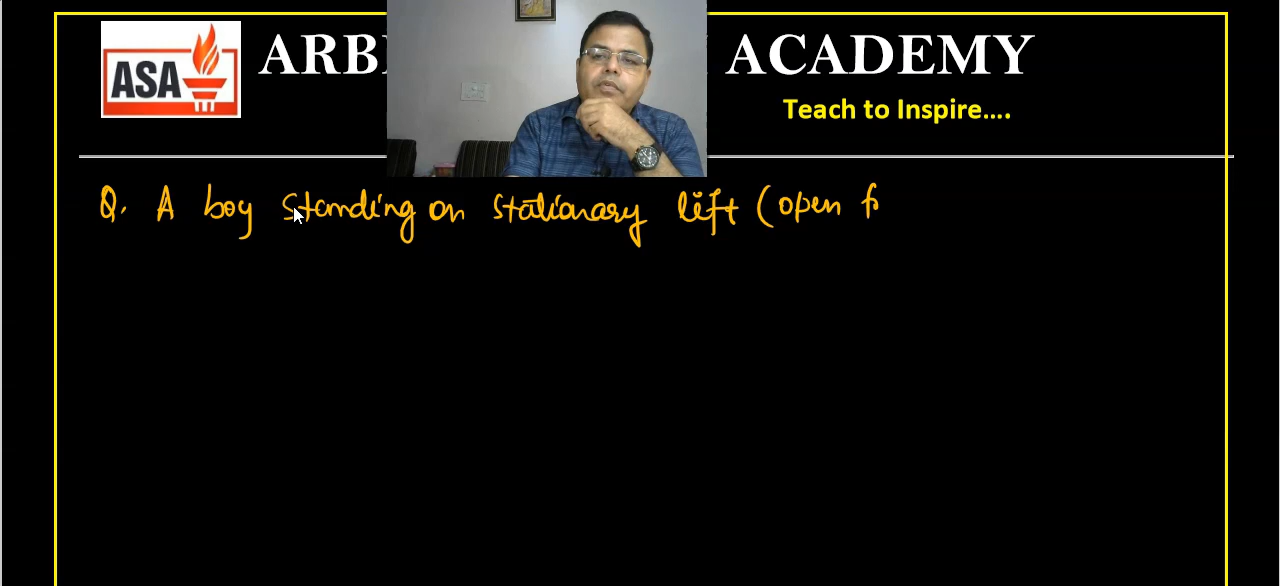 ASA ARB ACADEMY
Teach to Inspire....
Q. A boy standing on stationary lift (open f